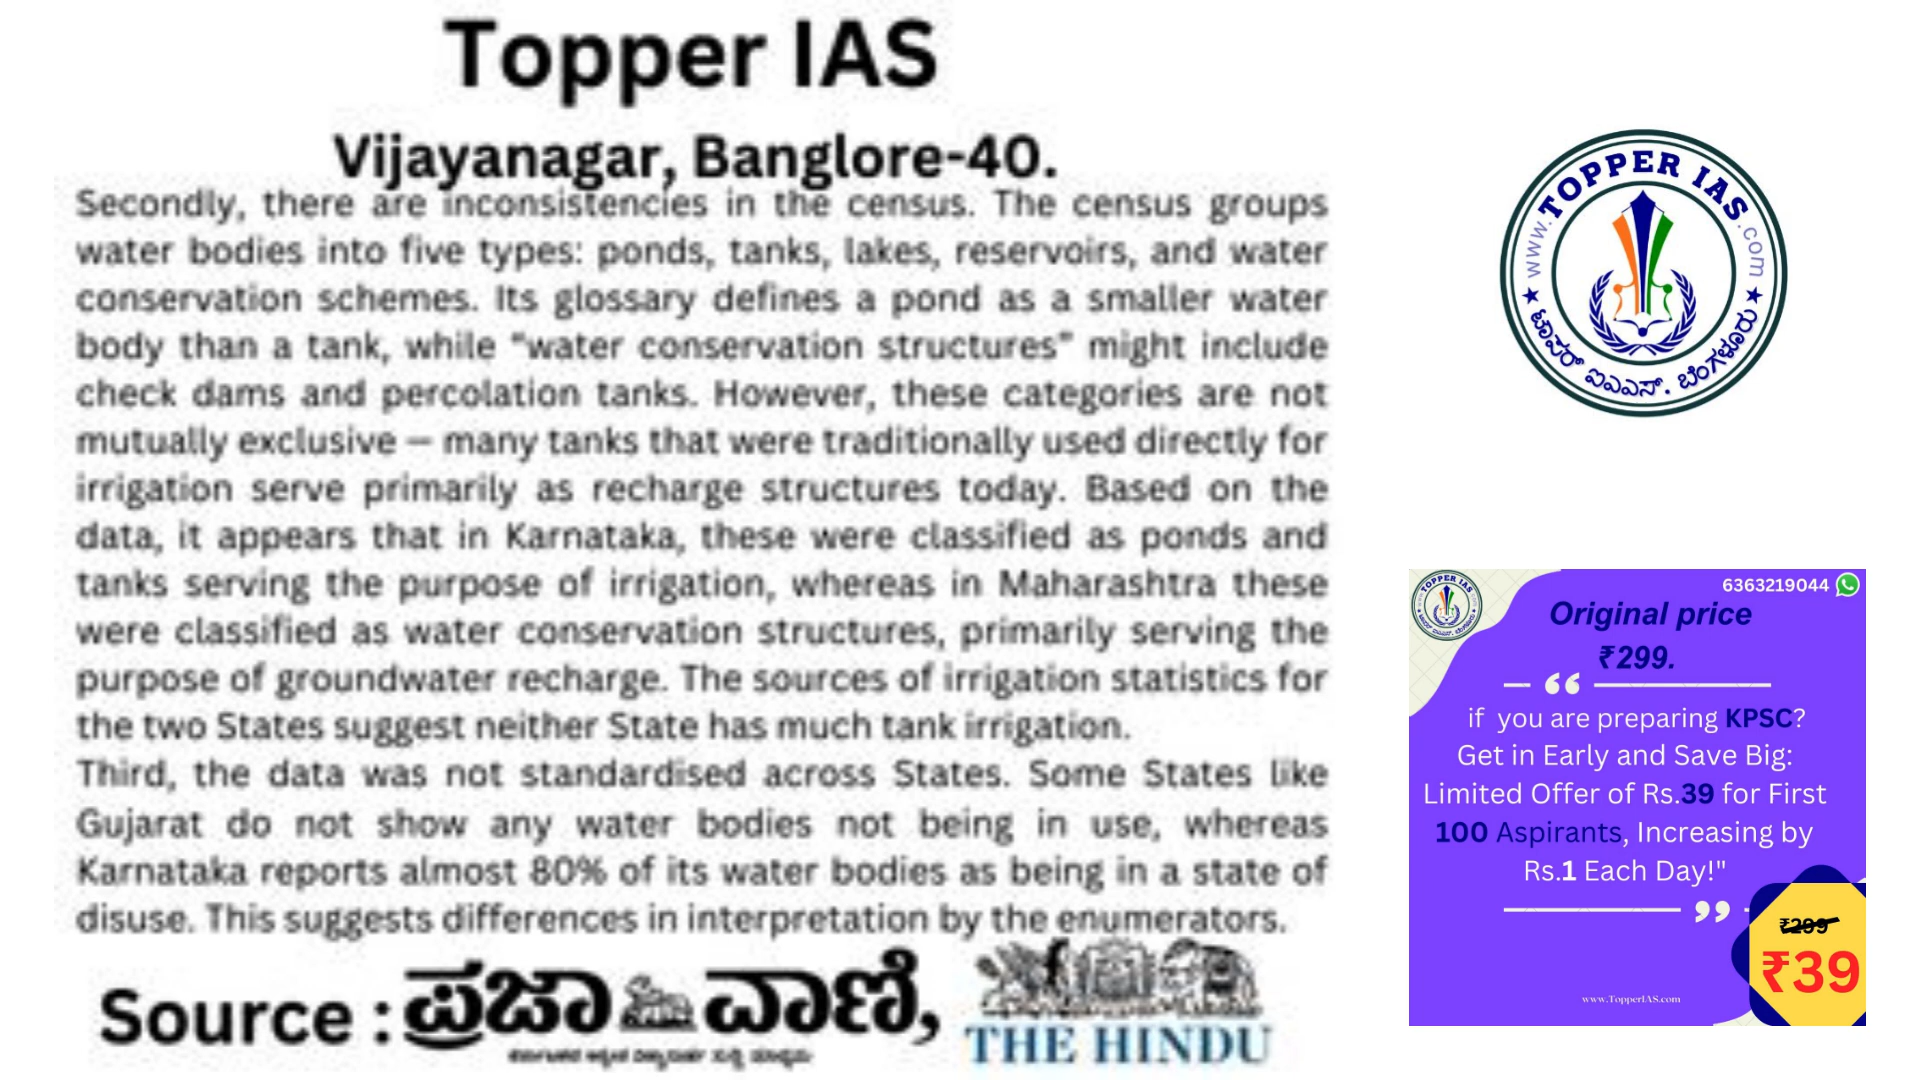 Topper IAS
Vijayanagar, Banglore-40.
Secondly, there are inconsistencies in the census. The census groups
water bodies into five types: ponds, tanks, lakes, reservoirs, and water
conservation schemes. Its glossary defines a pond as a smaller water
body than a tank, while "water conservation structures" might include
check dams and percolation tanks. However, these categories are not
mutually exclusive — many tanks that were traditionally used directly for
irrigation serve primarily as recharge structures today. Based on the
data, it appears that in Karnataka, these were classified as ponds and
tanks serving the purpose of irrigation, whereas in Maharashtra these
were classified as water conservation structures, primarily serving the
purpose of groundwater recharge. The sources of irrigation statistics for
the two States suggest neither State has much tank irrigation.
Third, the data was not standardised across States. Some States like
Gujarat do not show any water bodies not being in use, whereas
Karnataka reports almost 80% of its water bodies as being in a state of
disuse. This suggests differences in interpretation by the enumerators.
Source : ಪ್ರಜಾವಾಣಿ,
THE HINDU
www.TOPPER IAS.com
ಟಾಪರ್ ಐಎಎಸ್. ಬೆಂಗಳೂರು
TOPPER IAS
6363219044
Original price
₹299.
“
if you are preparing KPSC?
Get in Early and Save Big:
Limited Offer of Rs.39 for First
100 Aspirants, Increasing by
Rs.1 Each Day!"
”
₹299
₹39
www.TopperIAS.com